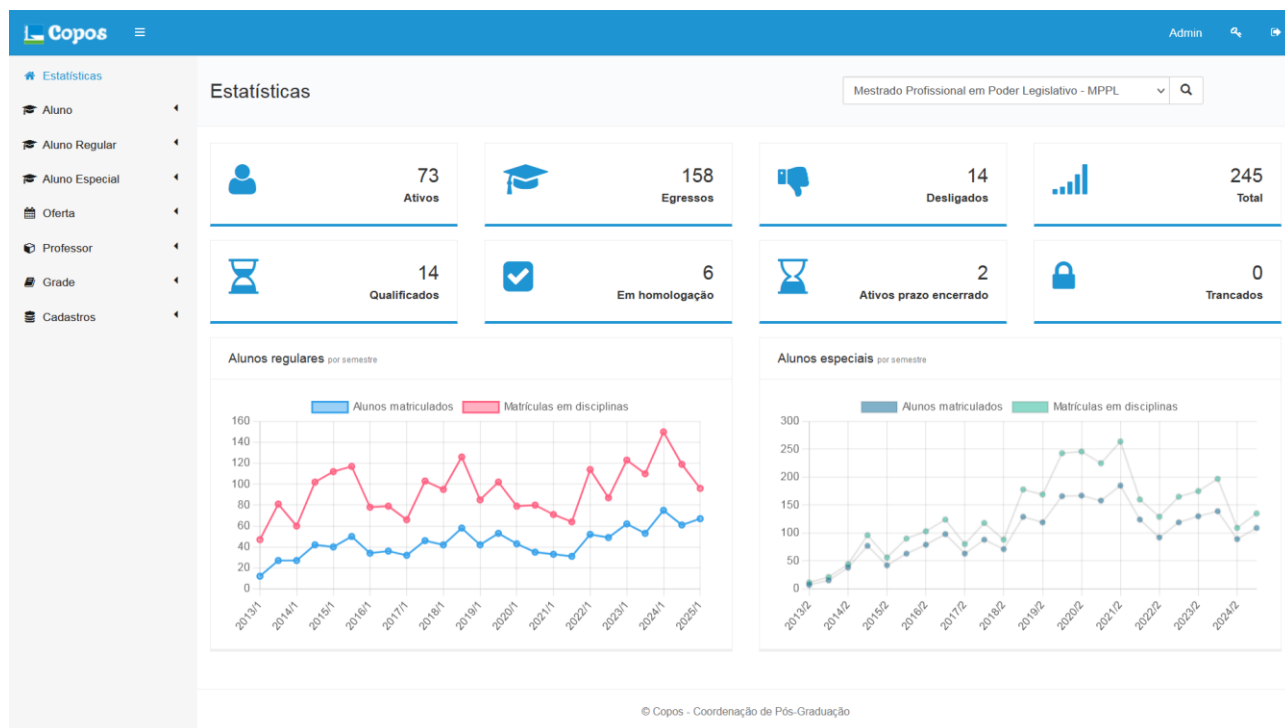 Copos
Admin
Estatísticas
Aluno
Aluno Regular
Aluno Especial
Oferta
Professor
Grade
Cadastros
Estatísticas
Mestrado Profissional em Poder Legislativo - MPPL
73
Ativos
158
Egressos
14
Desligados
245
Total
14
Qualificados
6
Em homologação
2
Ativos prazo encerrado
0
Trancados
Alunos regulares por semestre
Alunos matriculados Matrículas em disciplinas
160
140
120
100
80
60
40
20
0
2013/1 2014/1 2015/1 2016/1 2017/1 2018/1 2019/1 2020/1 2021/1 2022/1 2023/1 2024/1 2025/1
Alunos especiais por semestre
Alunos matriculados Matrículas em disciplinas
300
250
200
150
100
50
0
2013/2 2014/2 2015/2 2016/2 2017/2 2018/2 2019/2 2020/2 2021/2 2022/2 2023/2 2024/2
© Copos - Coordenação de Pós-Graduação